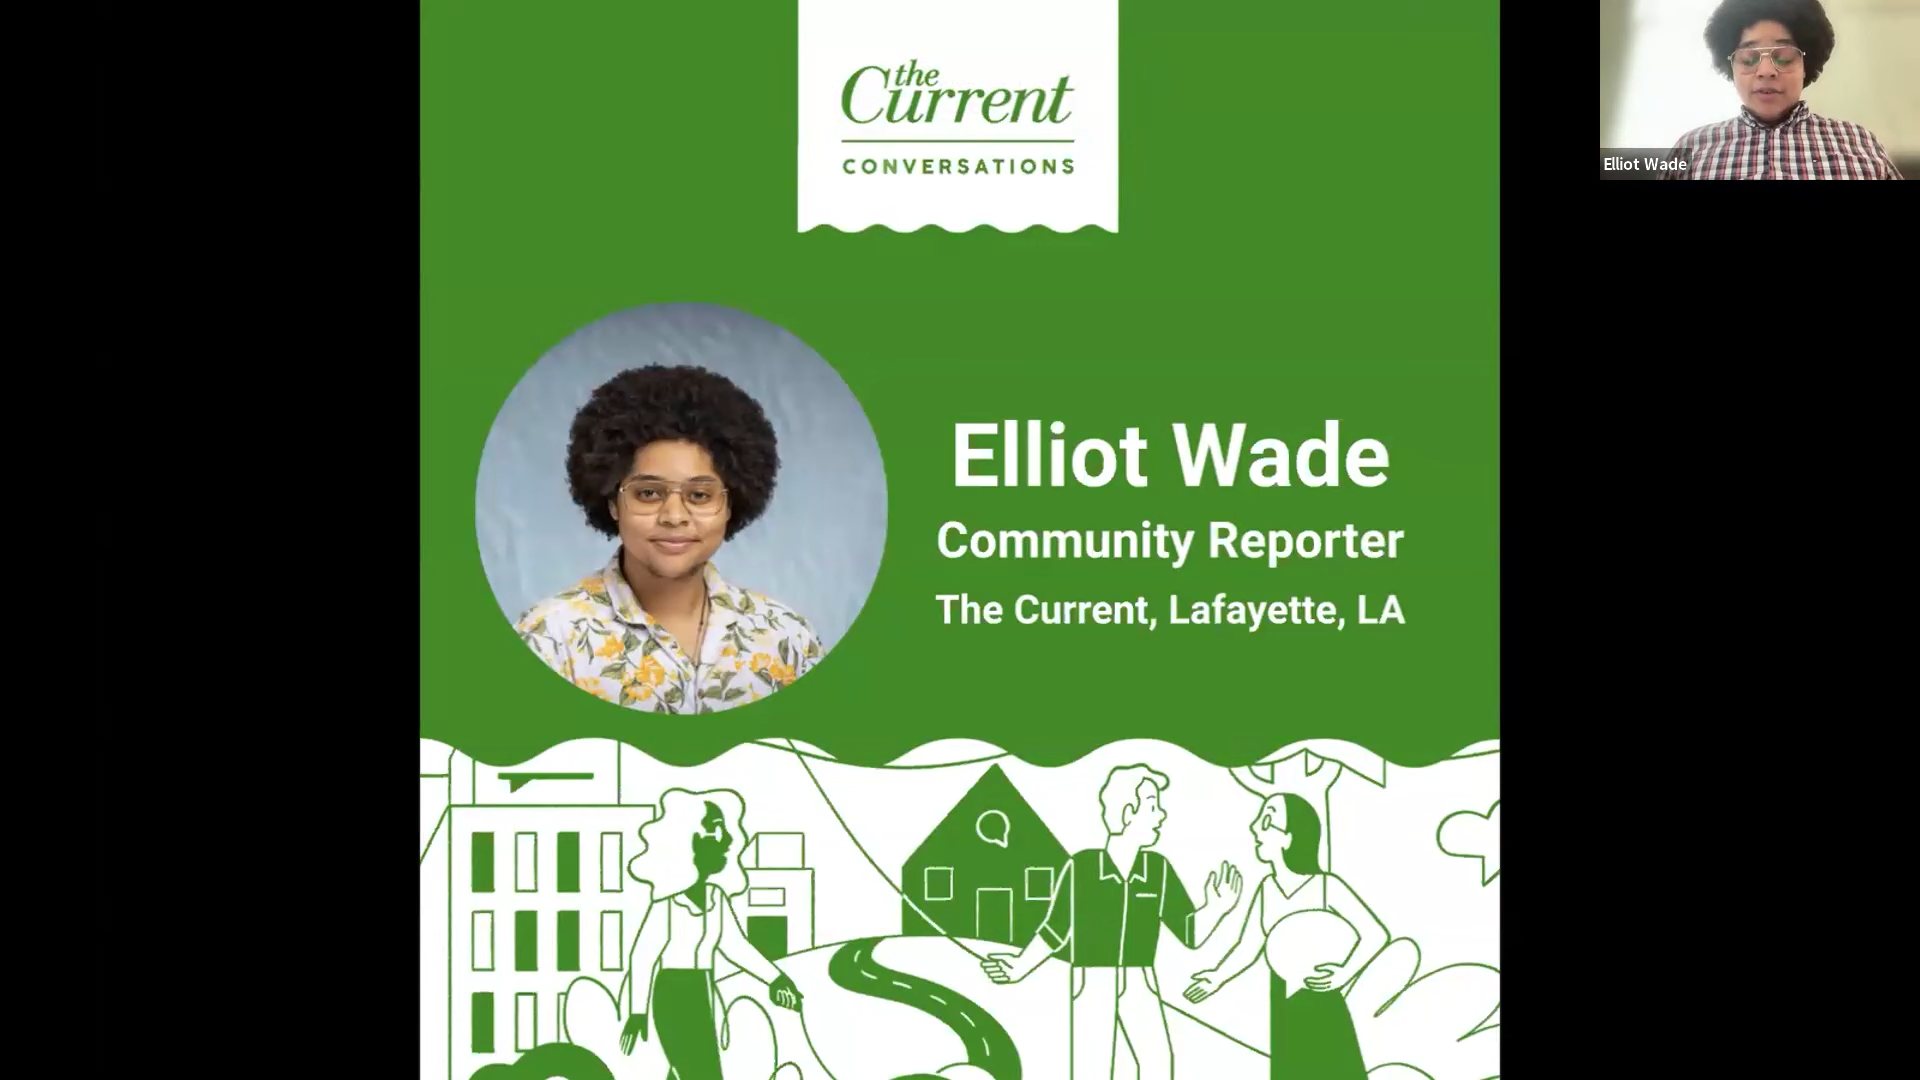 the
Current
CONVERSATIONS
Elliot Wade
Elliot Wade
Community Reporter
The Current, Lafayette, LA